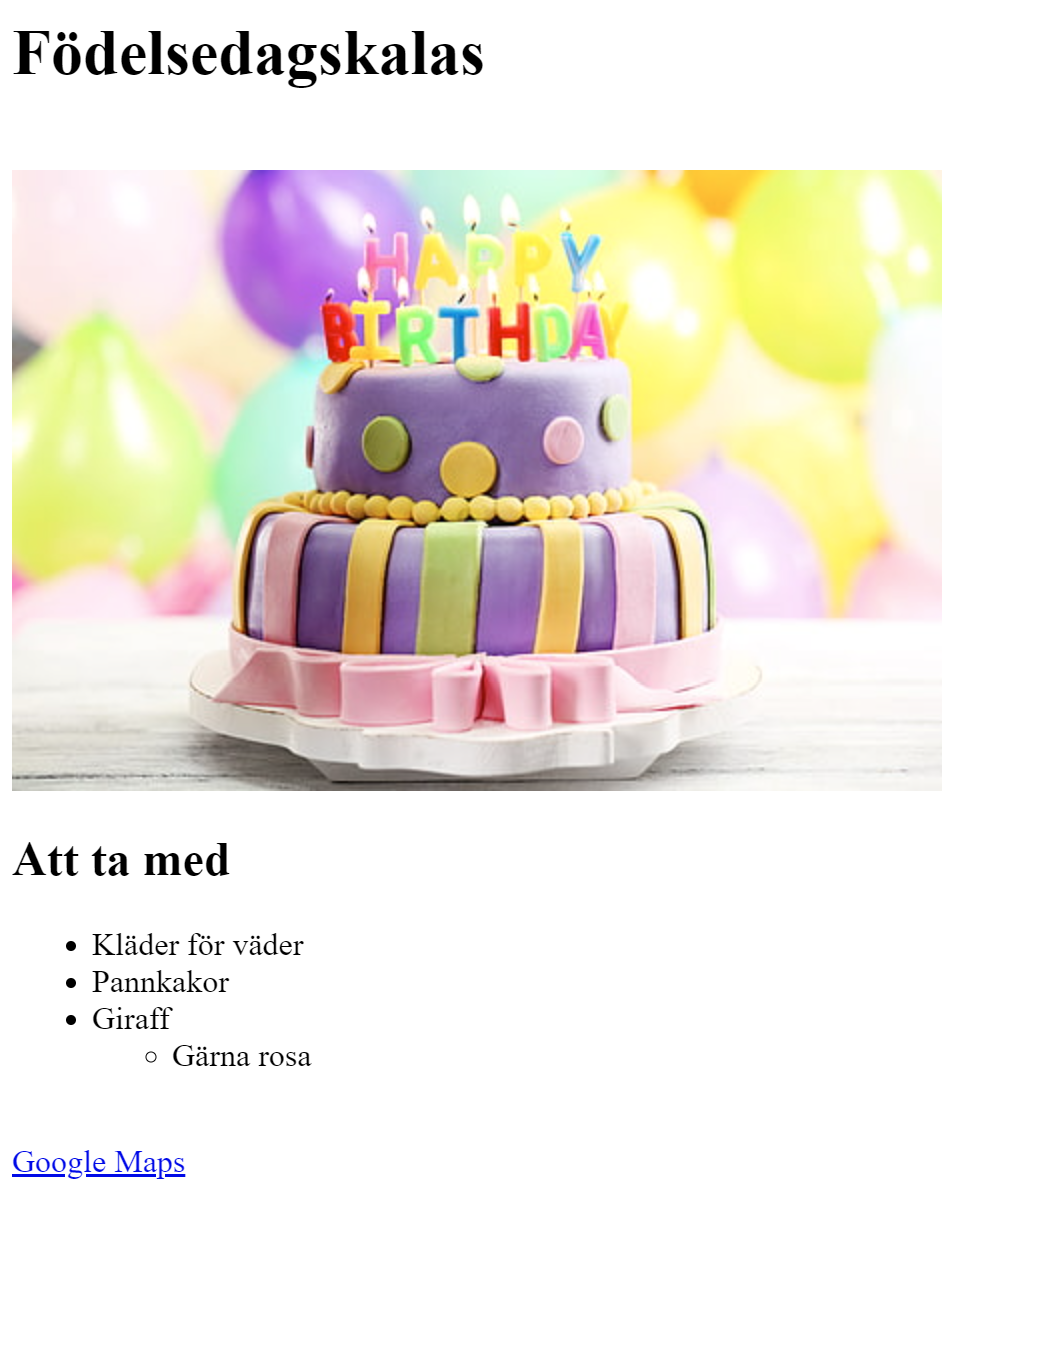 Födelsedagskalas
HAPPY
BIRTHDAY
Att ta med
Kläder för väder
Pannkakor
Giraff
Gärna rosa
Google Maps